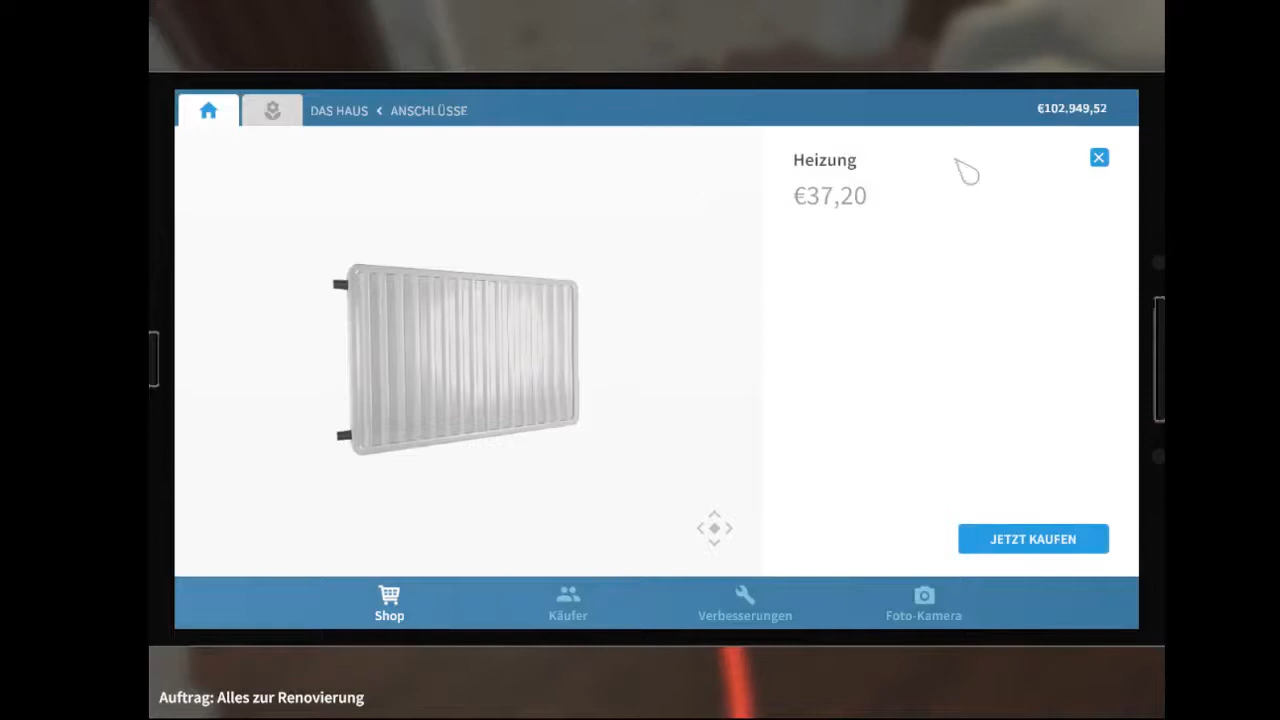 DAS HAUS < ANSCHLÜSSE
€102.949,52
Heizung
€37,20
JETZT KAUFEN
Shop
Käufer
Verbesserungen
Foto-Kamera
Auftrag: Alles zur Renovierung